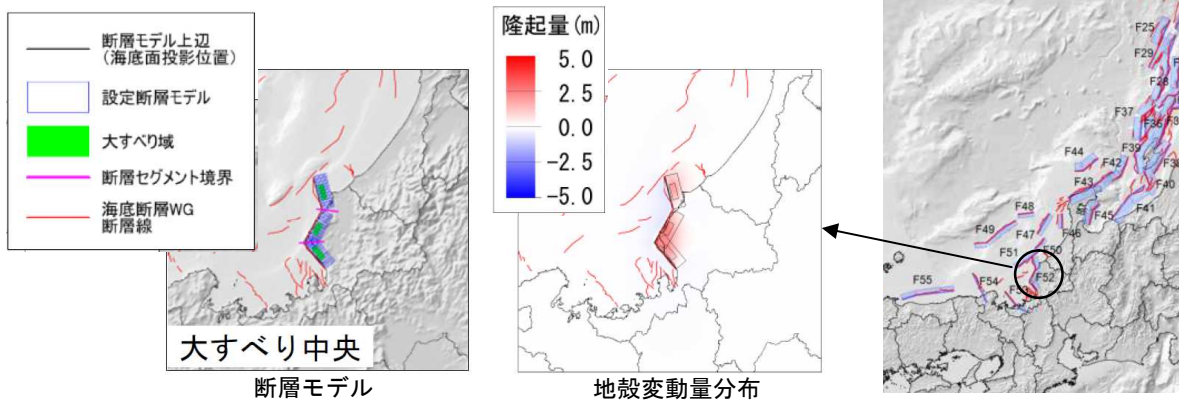 断層モデル上辺
(海底面投影位置)
設定断層モデル
大すべり域
断層セグメント境界
海底断層WG
断層線
大すべり中央
断層モデル
隆起量(m)
5.0
2.5
0.0
-2.5
-5.0
地殻変動量分布
F25
F29
F28
F37
F36
F39
F38
F44
F42
F43
F40
F41
F45
F48
F46
F49
F47
F51
F50
F52
F54
F55